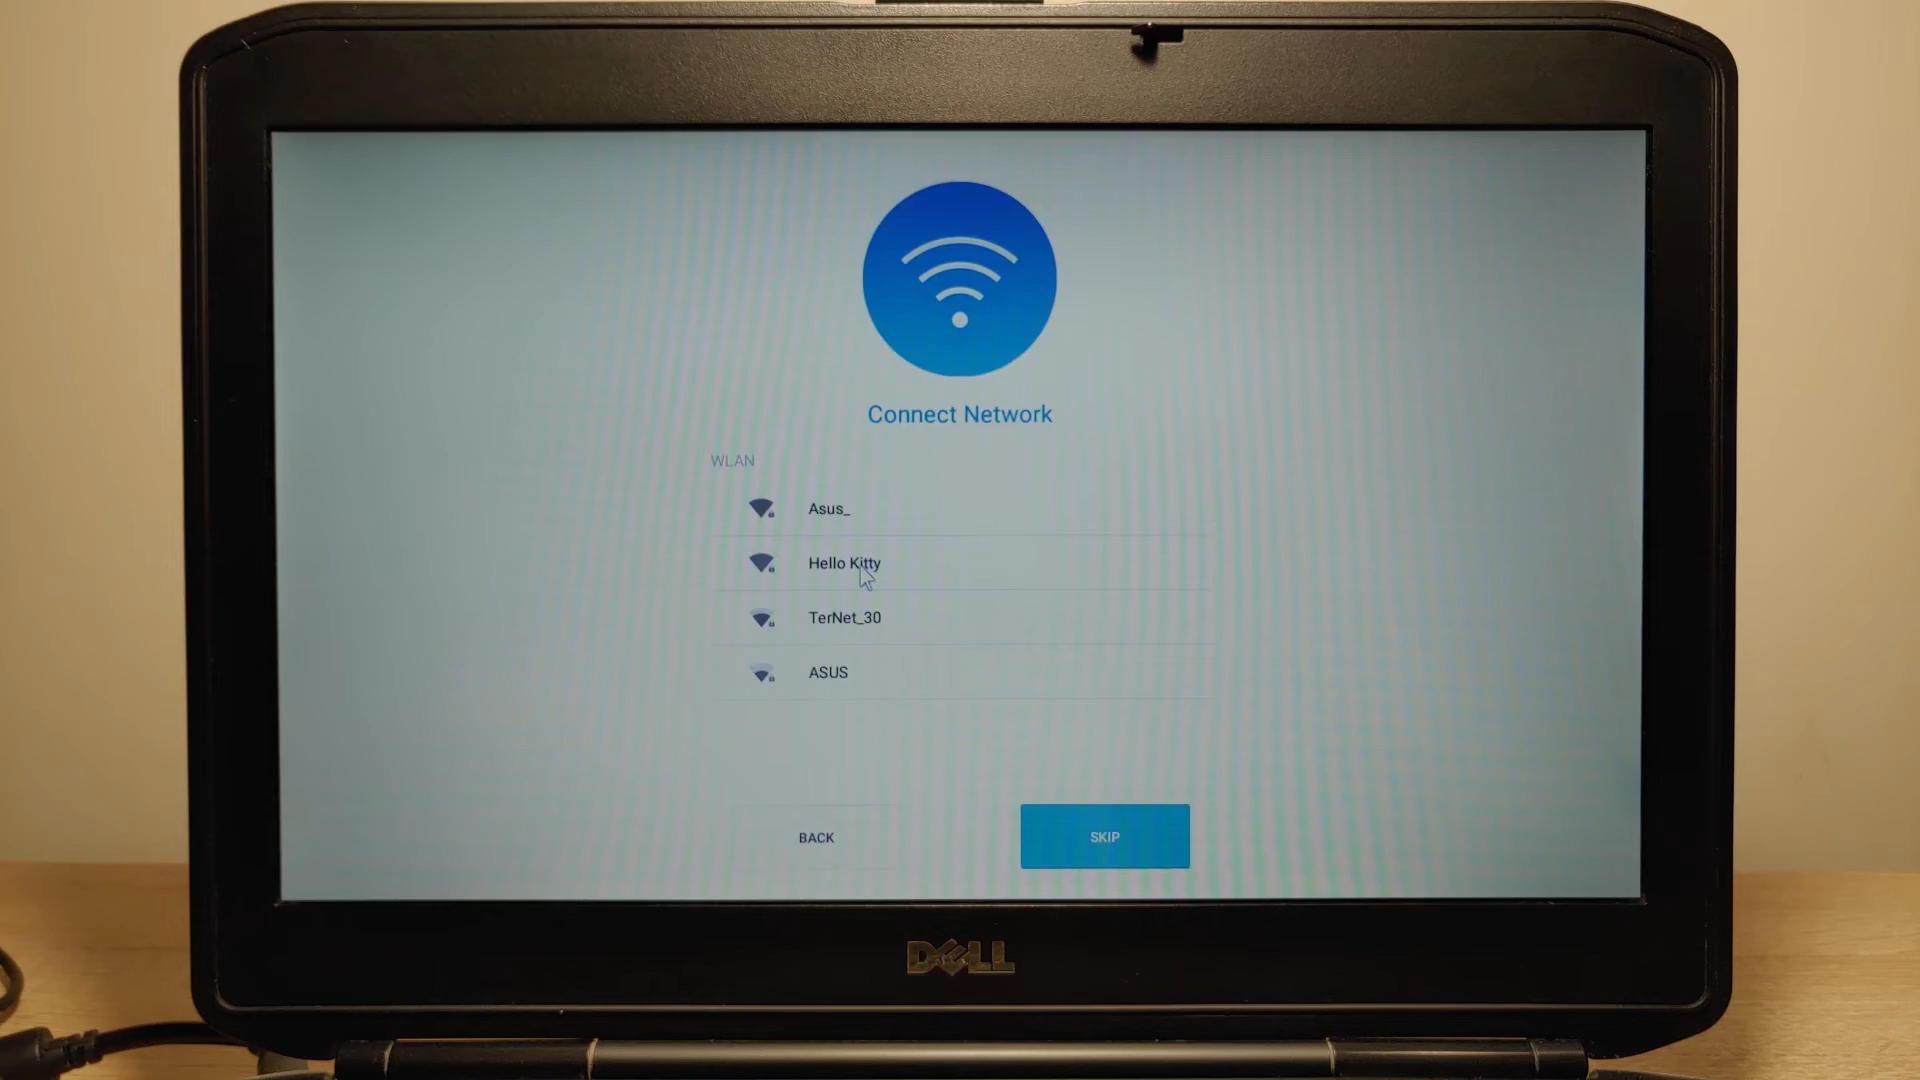 Connect Network
WLAN
Asus_
Hello Kitty
TerNet_30
ASUS
BACK
SKIP
DELL